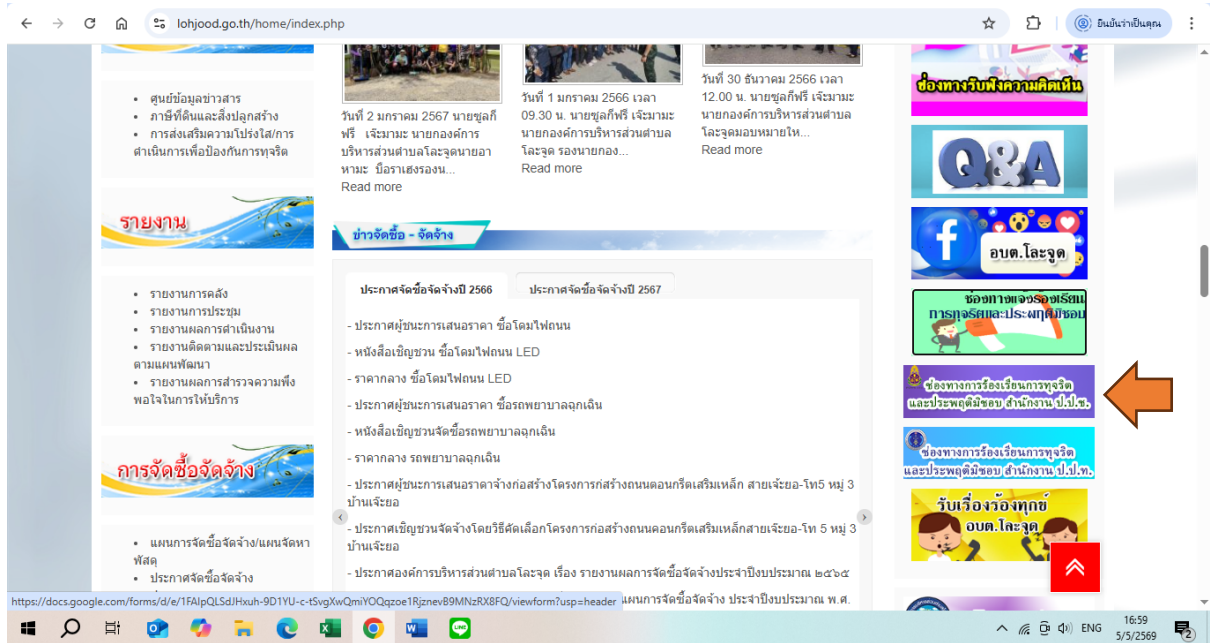 lohjood.go.th/home/index.php
ยืนยันว่าเป็นคุณ
ศูนย์ข้อมูลข่าวสาร
ภาษีที่ดินและสิ่งปลูกสร้าง
การส่งเสริมความโปร่งใส/การ
ดำเนินการเพื่อป้องกันการทุจริต
รายงาน
รายงานการคลัง
รายงานการประชุม
รายงานผลการดำเนินงาน
รายงานติดตามและประเมินผล
ตามแผนพัฒนา
รายงานผลการสำรวจความพึง
พอใจในการให้บริการ
การจัดซื้อจัดจ้าง
แผนการจัดซื้อจัดจ้าง/แผนจัดหา
พัสดุ
ประกาศจัดซื้อจัดจ้าง
วันที่ 2 มกราคม 2567 นายซูลกี
ฟรี เจ๊ะมามะ นายกองค์การ
บริหารส่วนตำบลโละจูดนายอา
หามะ บือราเฮงรองน...
Read more
วันที่ 1 มกราคม 2566 เวลา
09.30 น. นายซูลกีฟรี เจ๊ะมามะ
นายกองค์การบริหารส่วนตำบล
โละจูด รองนายกอง...
Read more
วันที่ 30 ธันวาคม 2566 เวลา
12.00 น. นายซูลกีฟรี เจ๊ะมามะ
นายกองค์การบริหารส่วนตำบล
โละจูดมอบหมายให...
Read more
ข่าวจัดซื้อ - จัดจ้าง
ประกาศจัดซื้อจัดจ้างปี 2566
ประกาศจัดซื้อจัดจ้างปี 2567
- ประกาศผู้ชนะการเสนอราคา ซื้อโดมไฟถนน
- หนังสือเชิญชวน ซื้อโดมไฟถนน LED
- ราคากลาง ซื้อโดมไฟถนน LED
- ประกาศผู้ชนะการเสนอราคา ซื้อรถพยาบาลฉุกเฉิน
- หนังสือเชิญชวนจัดซื้อรถพยาบาลฉุกเฉิน
- ราคากลาง รถพยาบาลฉุกเฉิน
- ประกาศผู้ชนะการเสนอราคาจ้างก่อสร้างโครงการก่สร้างถนนตอนกรีตเสริมเหล็ก สายเจ๊ะยอ-โท5 หมู่ 3
บ้านเจ๊ะยอ
- ประกาศเชิญชวนจัดจ้างโดยวิธีคัดเลือกโครงการก่อสร้างถนนคอนกรีตเสริมเหล็กสายเจ๊ะยอ-โท 5 หมู่ 3
บ้านเจ๊ะยอ
- ประกาศองค์การบริหารส่วนตำบลโละจูด เรื่อง รายงานผลการจัดซื้อจัดจ้างประจำปีงบประมาณ ๒๕๖๕
แผนการจัดซื้อจัดจ้าง ประจำปีงบประมาณ พ.ศ.
ช่องทางรับฟังความคิดเห็น
Q&A
อบต.โละจูด
ช่องทางแจ้งร้องเรียน
การทุจริตและประพฤติมิชอบ
ช่องทางการร้องเรียนการทุจริต
และประพฤติมิชอบ สำนักงาน ป.ป.ช.
ช่องทางการร้องเรียนการทุจริต
และประพฤติมิชอบ สำนักงาน ป.ป.ท.
รับเรื่องร้องทุกข์
อบต.โละจูด
https://docs.google.com/forms/d/e/1FAIpQLSdJHxuh-9D1YU-c-tSvgXwQmiYOQqzoe1RjznevB9MNzRX8FQ/viewform?usp=header
ENG
16:59
5/5/2569
2